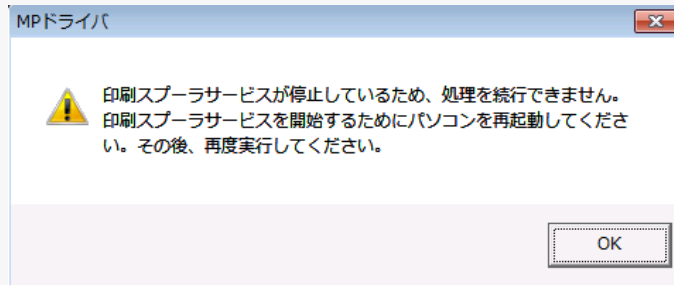 MPドライバ
印刷スプーラサービスが停止しているため、処理を続行できません。
印刷スプーラサービスを開始するためにパソコンを再起動してくださ
い。その後、再度実行してください。
OK